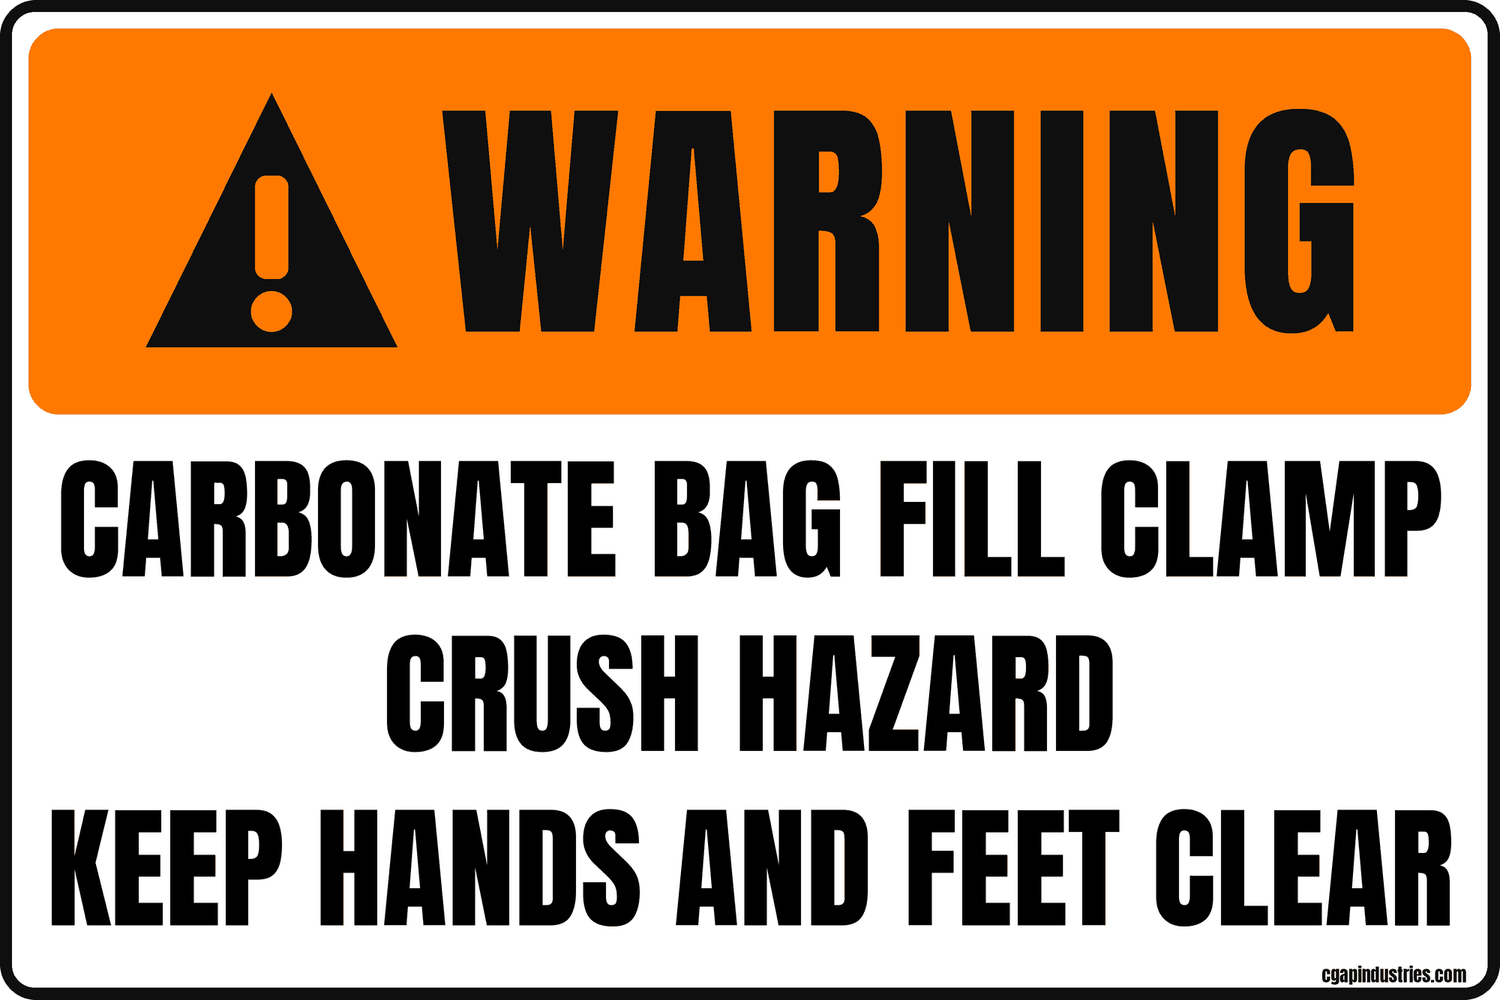 WARNING
CARBONATE BAG FILL CLAMP
CRUSH HAZARD
KEEP HANDS AND FEET CLEAR
cgapindustries.com